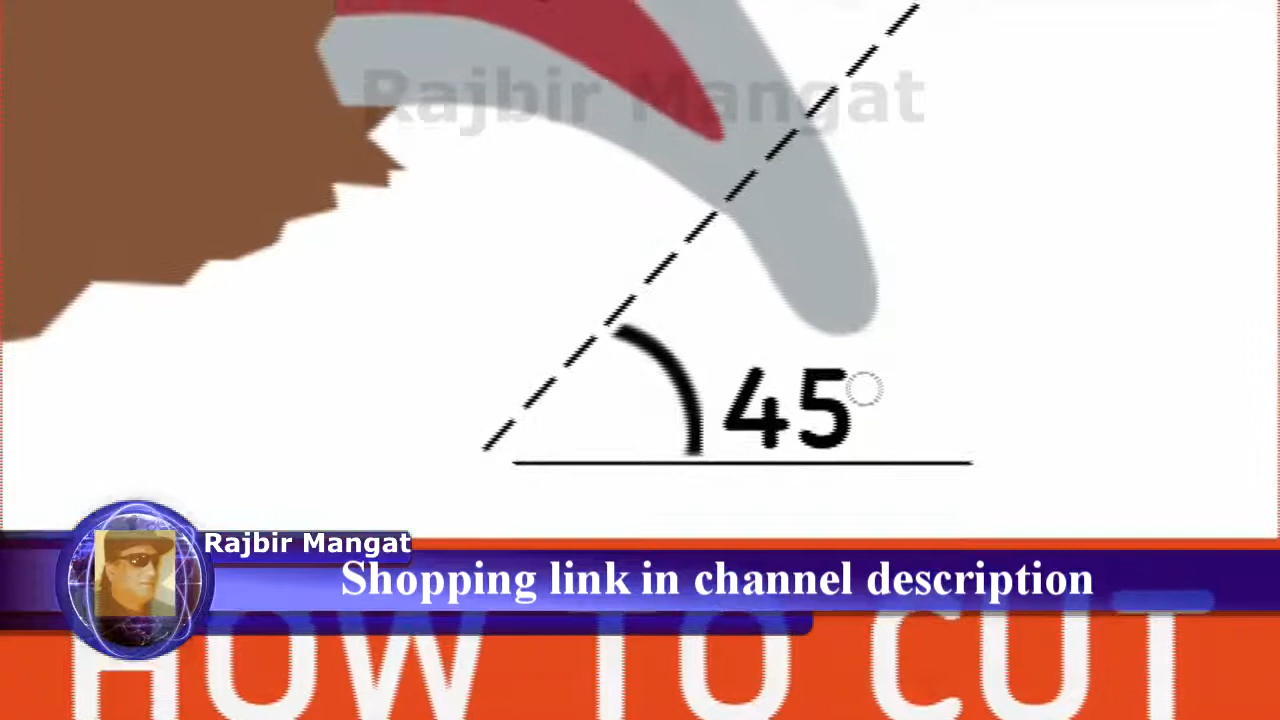 Rajbir Mangat
45°
Rajbir Mangat
Shopping link in channel description
HOW TO CUT